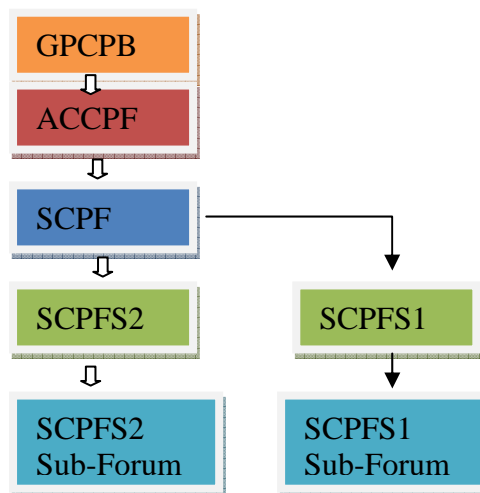 GPCPB
ACCPF
SCPF
SCPFS2
SCPFS1
SCPFS2
Sub-Forum
SCPFS1
Sub-Forum